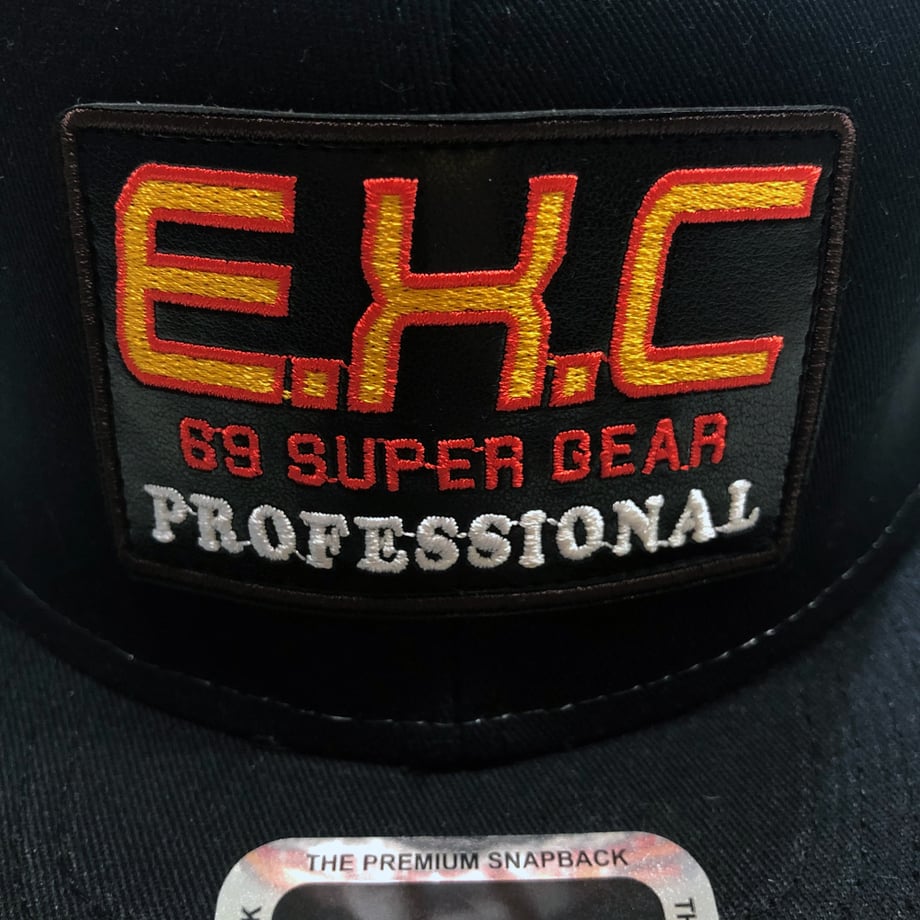 E.X.C
69 SUPER GEAR
PROFESSIONAL
THE PREMIUM SNAPBACK